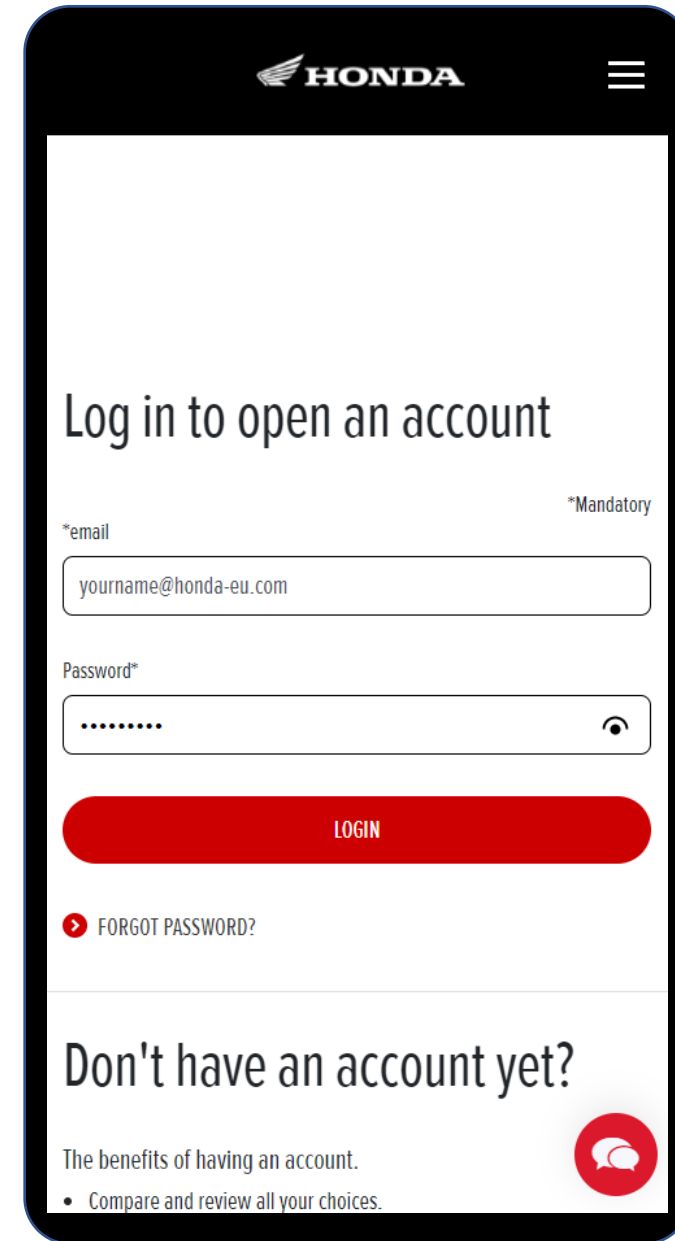 HONDA
Log in to open an account
*Mandatory
*email
yourname@honda-eu.com
Password*
•••••••••
LOGIN
FORGOT PASSWORD?
Don't have an account yet?
The benefits of having an account.
• Compare and review all your choices.